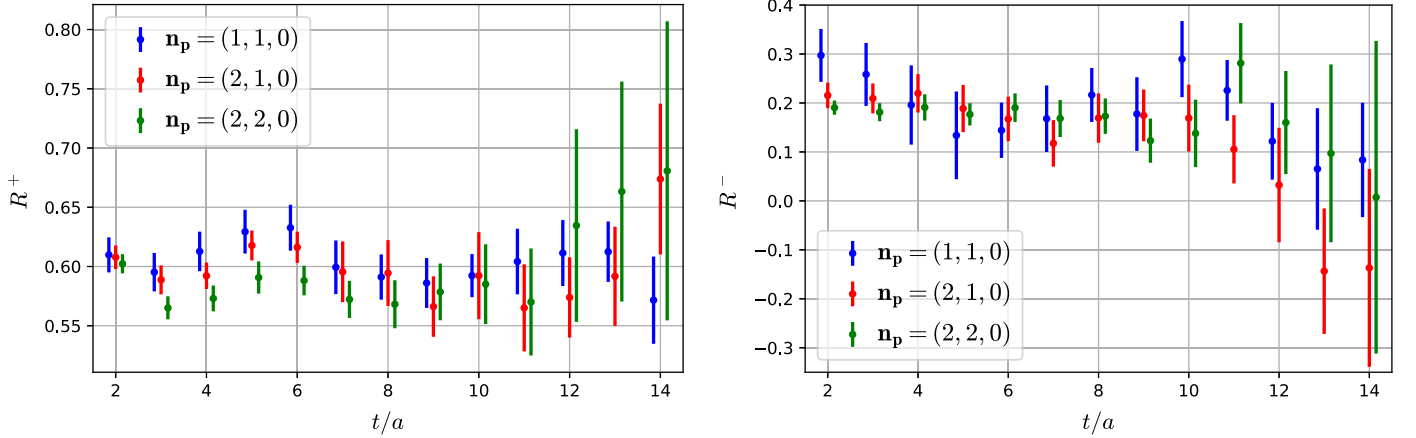 0.80
0.75
0.70
0.65
0.60
0.55
R⁺
2 4 6 8 10 12 14
t/a
n_p = (1, 1, 0)
n_p = (2, 1, 0)
n_p = (2, 2, 0)
0.4
0.3
0.2
0.1
0.0
−0.1
−0.2
−0.3
R⁻
2 4 6 8 10 12 14
t/a
n_p = (1, 1, 0)
n_p = (2, 1, 0)
n_p = (2, 2, 0)